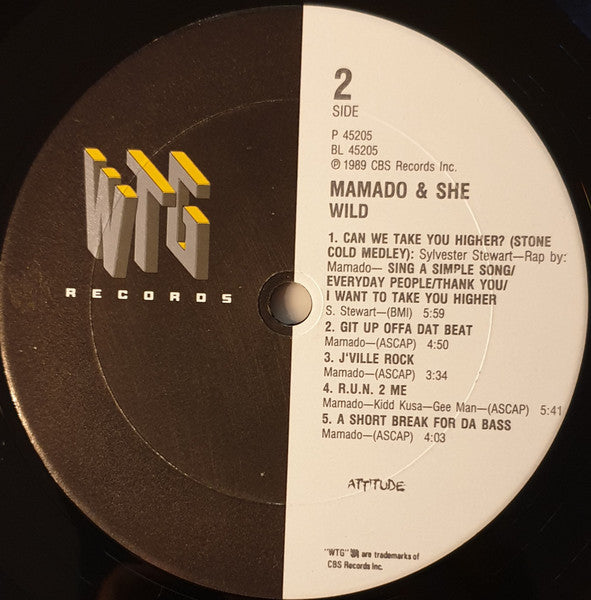 WTG
RECORDS
2
SIDE
P 45205
BL 45205
℗ 1989 CBS Records Inc.
MAMADO & SHE
WILD
1. CAN WE TAKE YOU HIGHER? (STONE
COLD MEDLEY): Sylvester Stewart—Rap by:
Mamado— SING A SIMPLE SONG/
EVERYDAY PEOPLE/THANK YOU/
I WANT TO TAKE YOU HIGHER
S. Stewart—(BMI) 5:59
2. GIT UP OFFA DAT BEAT
Mamado—(ASCAP) 4:50
3. J'VILLE ROCK
Mamado—(ASCAP) 3:34
4. R.U.N. 2 ME
Mamado—Kidd Kusa—Gee Man—(ASCAP) 5:41
5. A SHORT BREAK FOR DA BASS
Mamado—(ASCAP) 4:03
ATTITUDE
"WTG" WTG are trademarks of
CBS Records Inc.